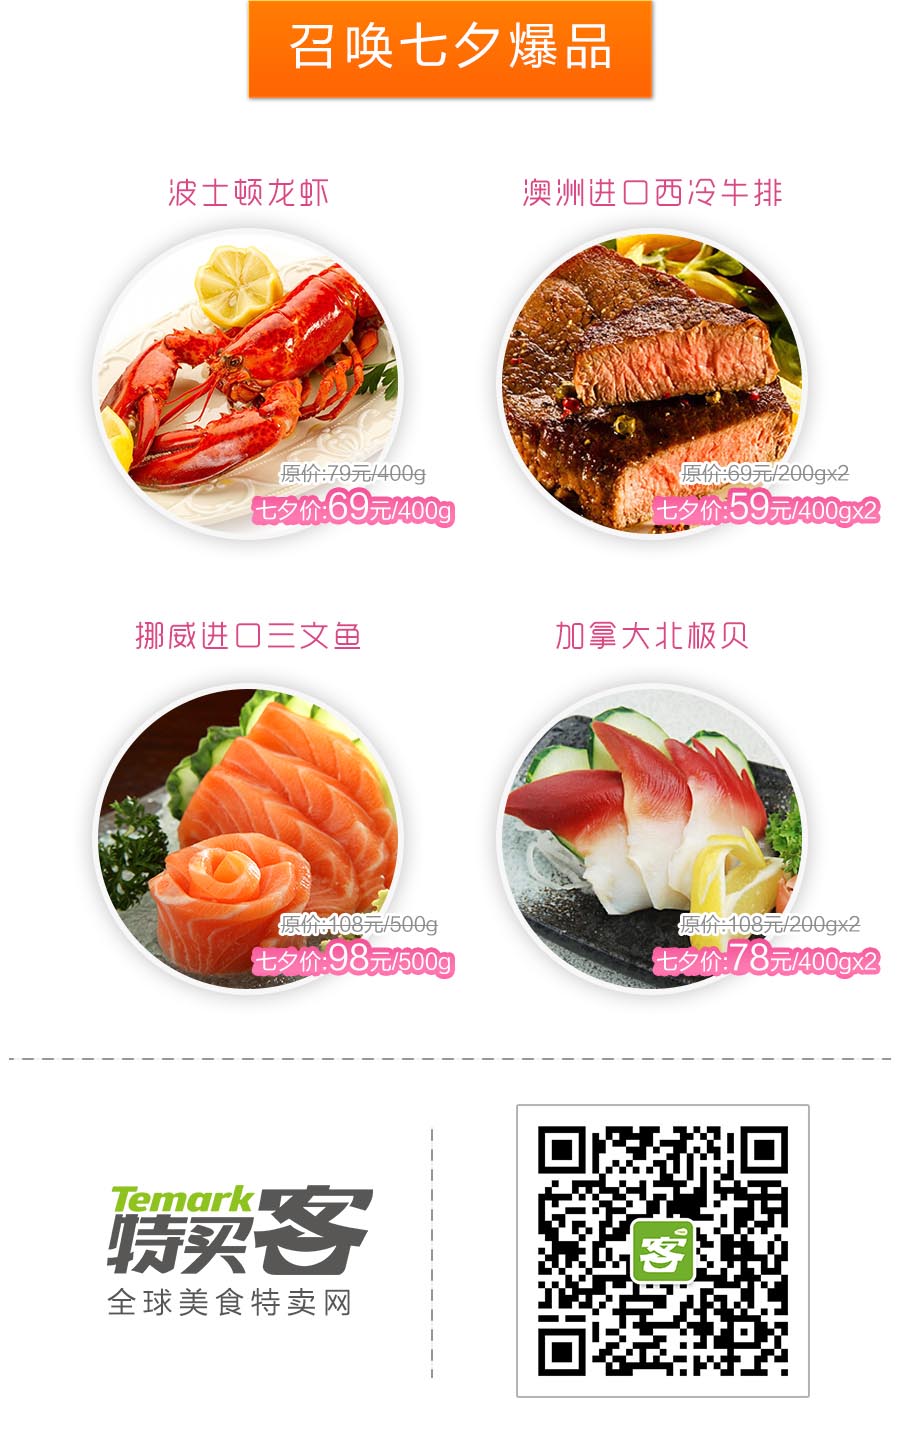 召唤七夕爆品
波士顿龙虾
澳洲进口西冷牛排
原价:79元/400g
七夕价:69元/400g
原价:69元/200gx2
七夕价:59元/400gx2
挪威进口三文鱼
加拿大北极贝
原价:108元/500g
七夕价:98元/500g
原价:108元/200gx2
七夕价:78元/400gx2
Temark
特买客
全球美食特卖网
客